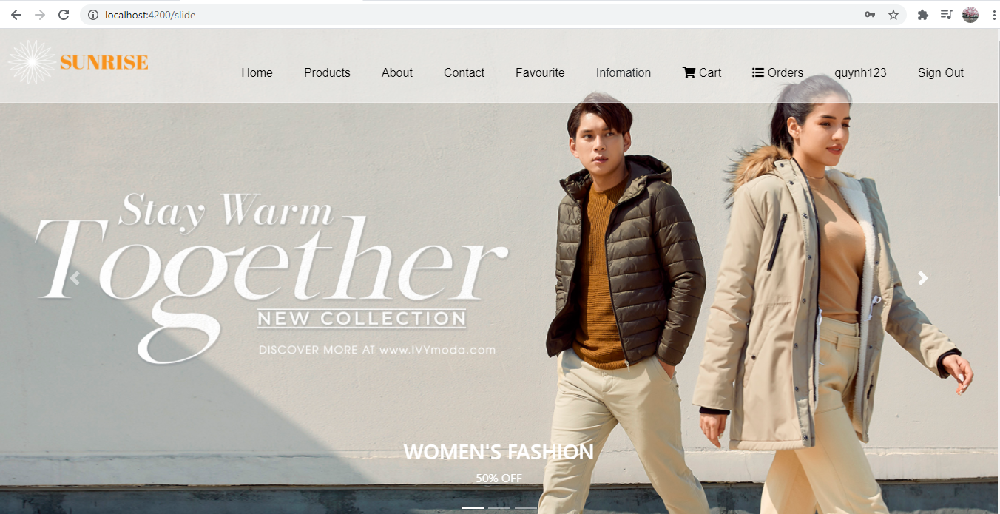 localhost:4200/slide
SUNRISE
Home Products About Contact Favourite Infomation Cart Orders quynh123 Sign Out
Stay Warm
Together
NEW COLLECTION
DISCOVER MORE AT www.IVYmoda.com
WOMEN'S FASHION
50% OFF